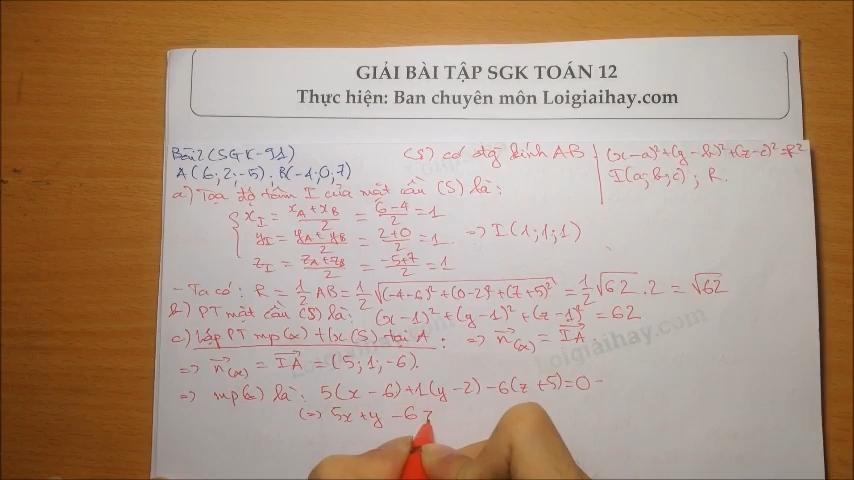 GIẢI BÀI TẬP SGK TOÁN 12
Thực hiện: Ban chuyên môn Loigiaihay.com
Bài 2 (SGK-91)
A(6;2;-5); B(-4;0;7)
(S) có đg kính AB
(x-a)²+(y-b)²+(z-c)²=R²
I(a;b;c); R.
a) Tọa độ tâm I của mặt cầu (S) là:
x_I = (x_A + x_B)/2 = (6-4)/2 = 1
y_I = (y_A + y_B)/2 = (2+0)/2 = 1. => I(1;1;1)
z_I = (z_A + z_B)/2 = (-5+7)/2 = 1
- Ta có: R = 1/2 AB = 1/2 √((-4-6)²+(0-2)²+(7+5)²) = 1/2 √62 . 2 = √62
b) PT mặt cầu (S) là: (x-1)²+(y-1)²+(z-1)² = 62
c) Lập PT mp(α) t/x (S) tại A: => n⃗(α) = IA⃗
=> n⃗(α) = IA⃗ = (5;1;-6)
=> mp(α) là: 5(x-6)+1(y-2)-6(z+5)=0
(=) 5x+y-6z
Loigiaihay.com